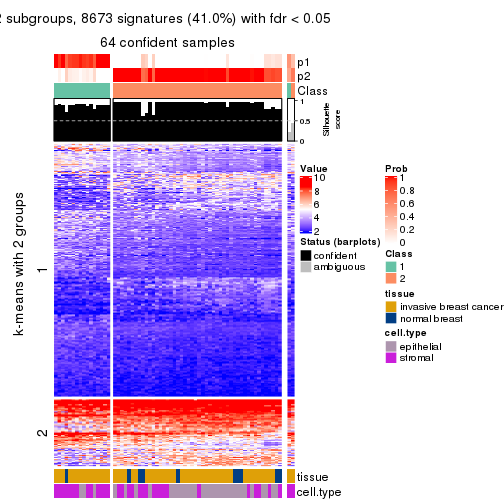 2 subgroups, 8673 signatures (41.0%) with fdr < 0.05
64 confident samples
p1
p2
Class
1
0.5
0
Silhouette
score
k-means with 2 groups
1
2
tissue
cell.type
Value
10
8
6
4
2
Status (barplots)
confident
ambiguous
Prob
1
0.8
0.6
0.4
0.2
0
Class
1
2
tissue
invasive breast cancer
normal breast
cell.type
epithelial
stromal